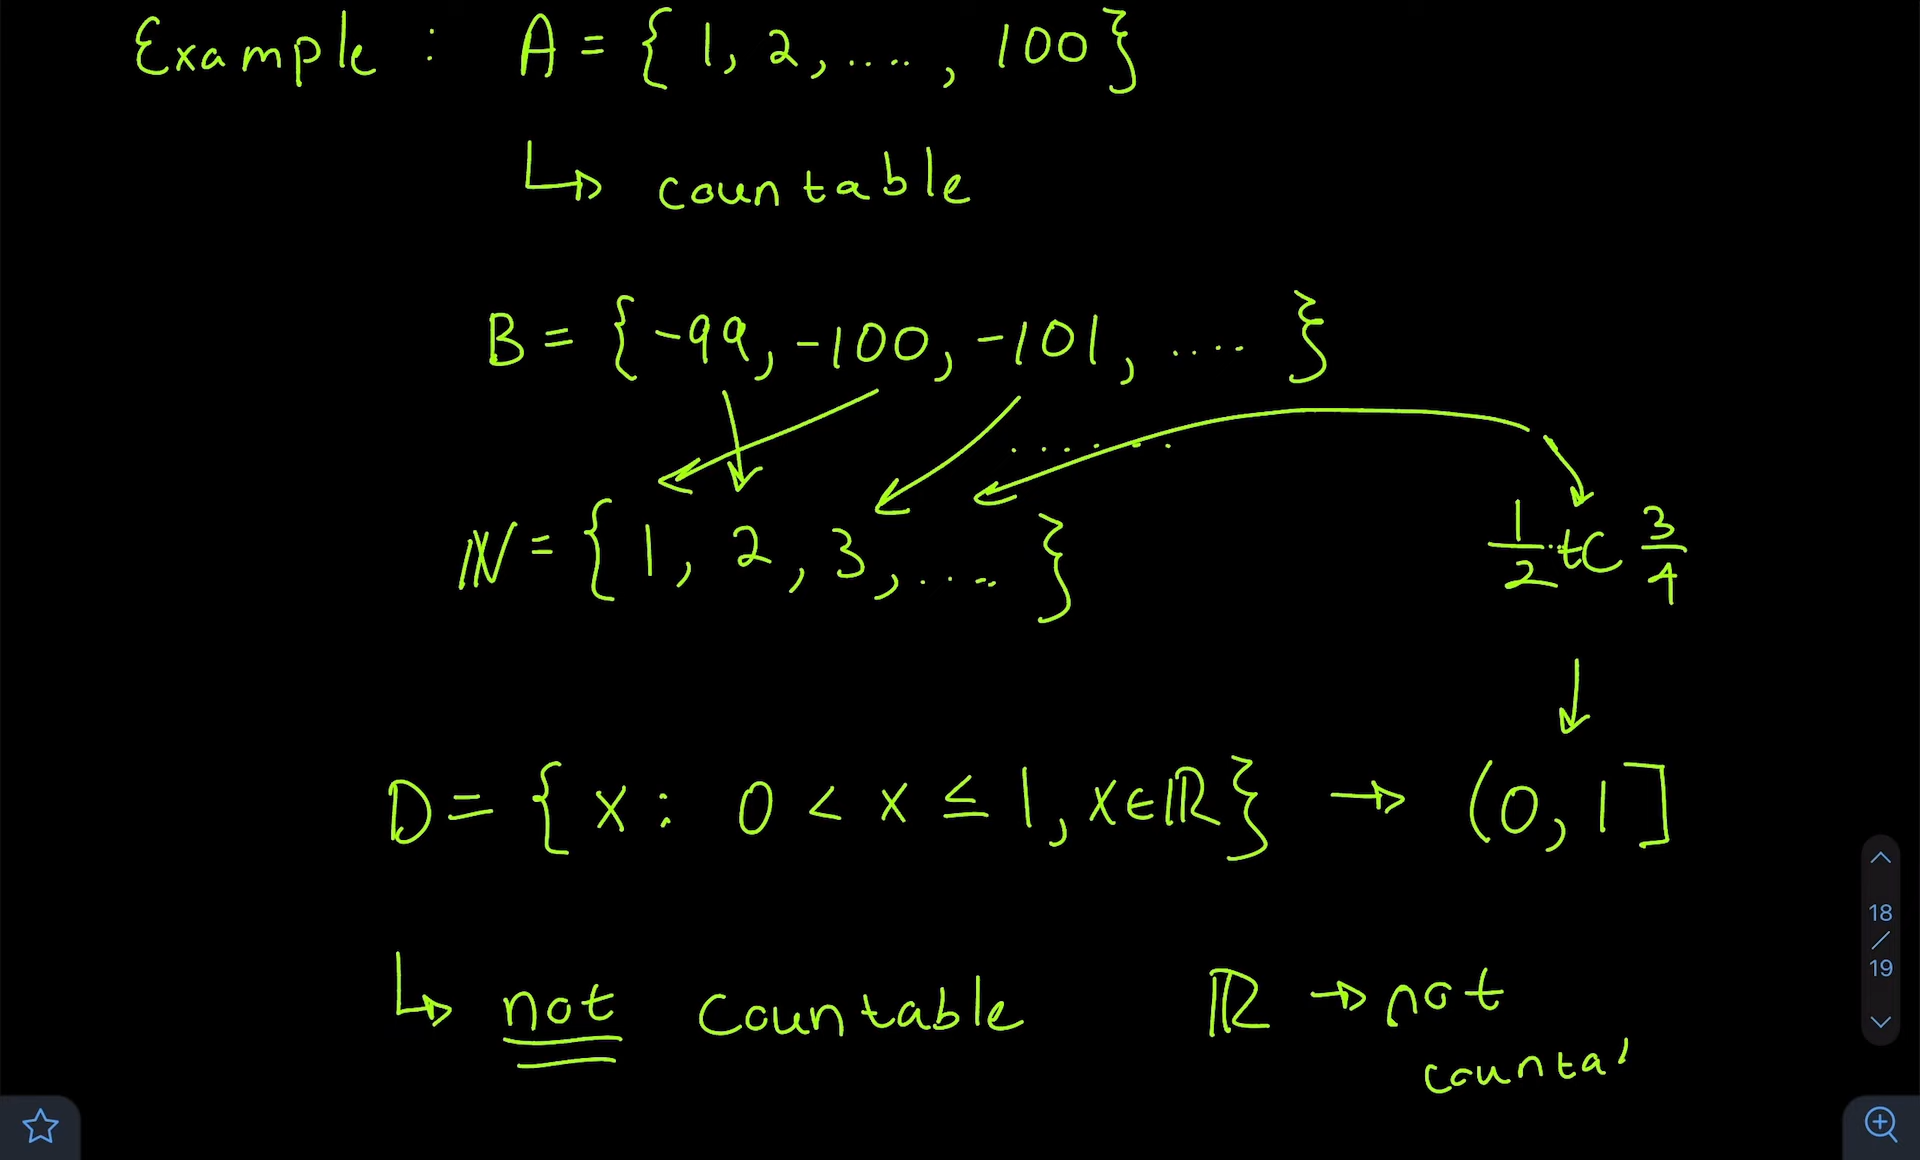 Example : A = { 1, 2, ...., 100}
↳ countable
B = { -99, -100, -101, .... }
......
ℕ = { 1, 2, 3, ..... }
1/2 3/4
D = { x : 0 < x ≤ 1, x ∈ ℝ} → (0, 1]
↳ not Countable
ℝ → not
counta
18
/
19